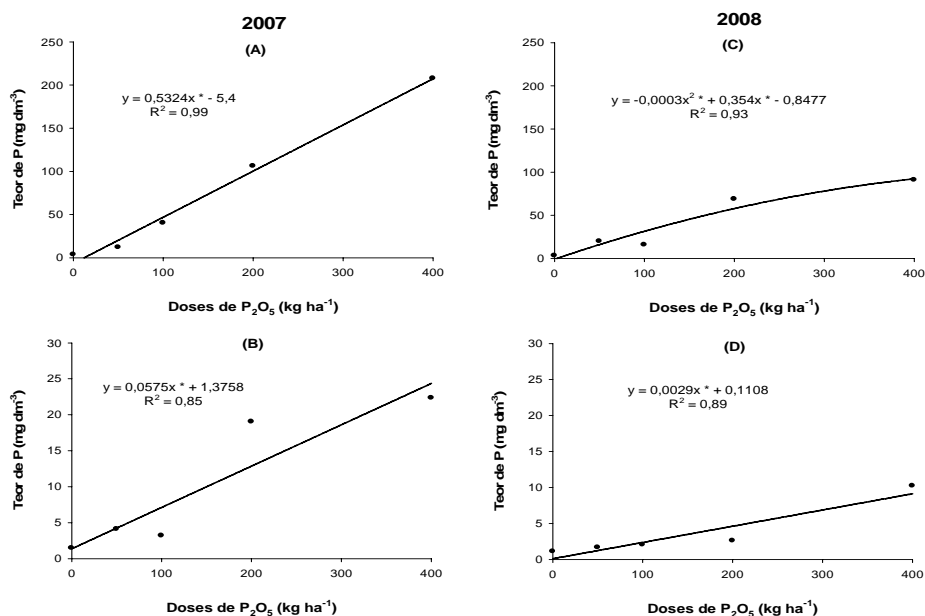 2007
(A)
250
200
150
100
50
0
Teor de P (mg dm⁻³)
y = 0,5324x * - 5,4
R² = 0,99
0 100 200 300 400
Doses de P₂O₅ (kg ha⁻¹)
2008
(C)
250
200
150
100
50
0
Teor de P (mg dm⁻³)
y = -0,0003x² * + 0,354x * - 0,8477
R² = 0,93
0 100 200 300 400
Doses de P₂O₅ (kg ha⁻¹)
(B)
30
25
20
15
10
5
0
Teor de P (mg dm⁻³)
y = 0,0575x * + 1,3758
R² = 0,85
0 100 200 300 400
Doses de P₂O₅ (kg ha⁻¹)
(D)
30
25
20
15
10
5
0
Teor de P (mg dm⁻³)
y = 0,0029x * + 0,1108
R² = 0,89
0 100 200 300 400
Doses de P₂O₅ (kg ha⁻¹)